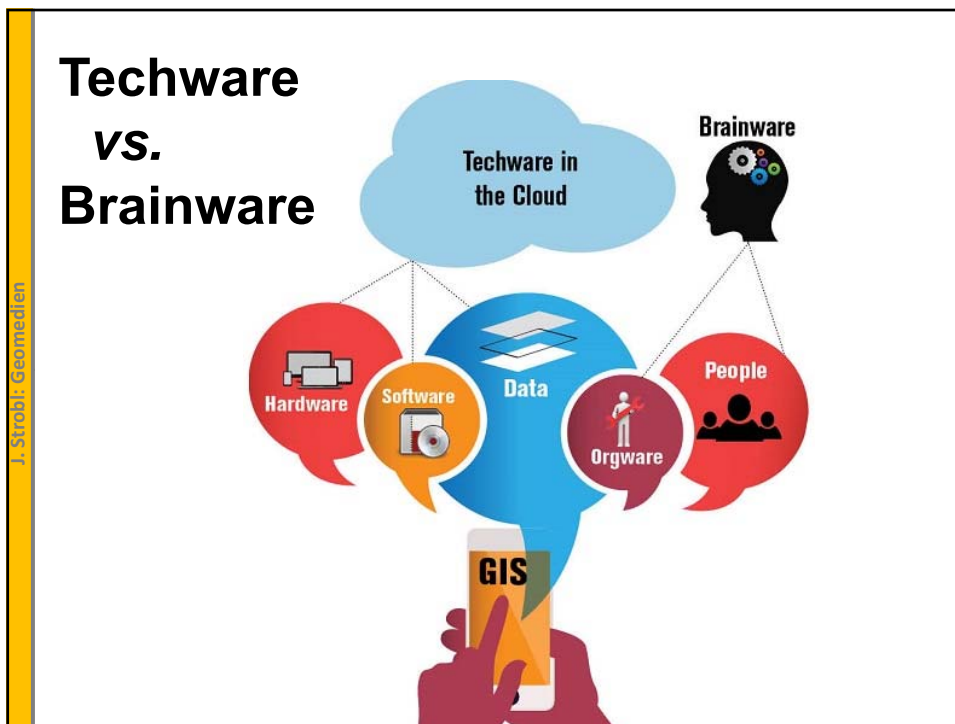 Techware
vs.
Brainware
Techware in
the Cloud
Brainware
Hardware
Software
Data
Orgware
People
GIS
J. Strobl: Geomedien